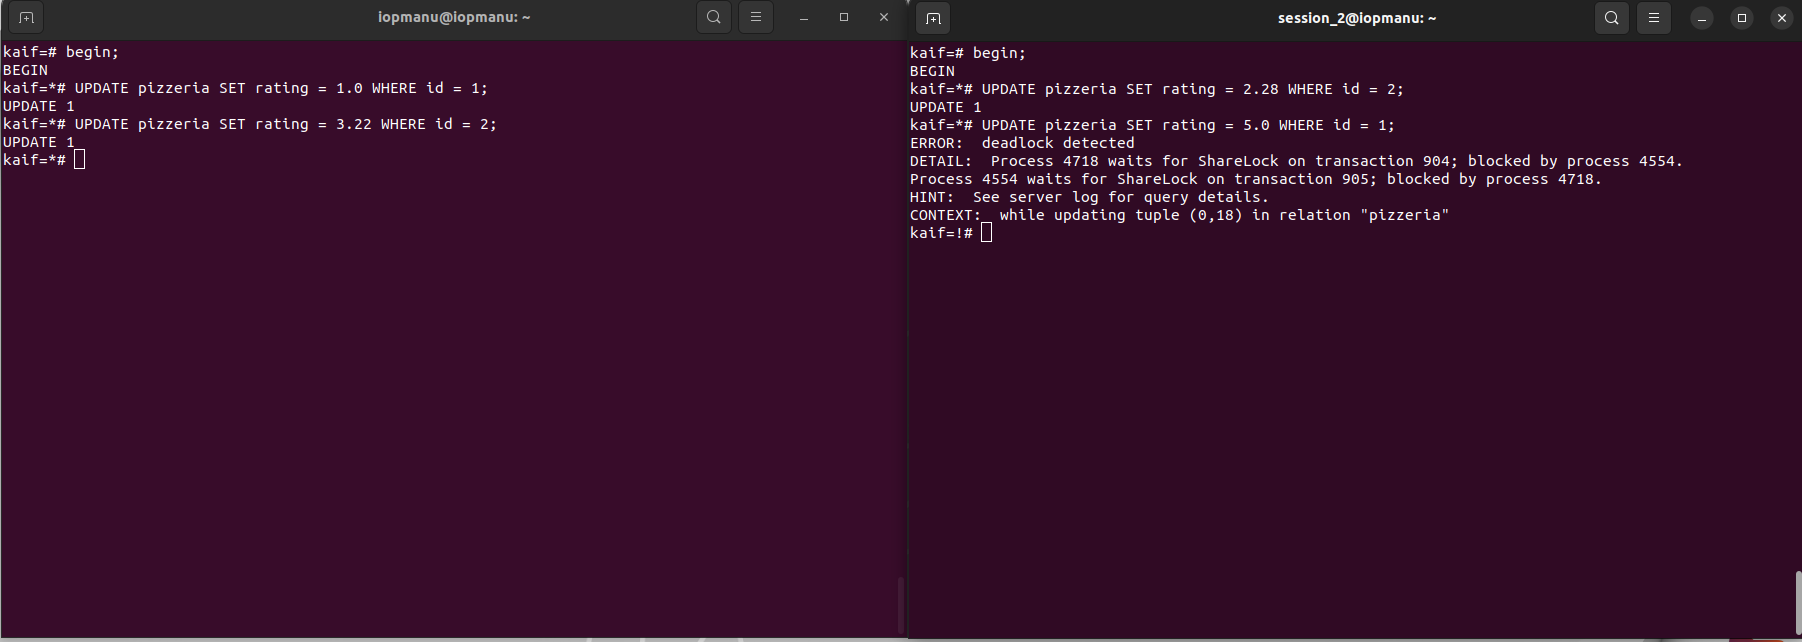 iopmanu@iopmanu: ~
kaif=# begin;
BEGIN
kaif=*# UPDATE pizzeria SET rating = 1.0 WHERE id = 1;
UPDATE 1
kaif=*# UPDATE pizzeria SET rating = 3.22 WHERE id = 2;
UPDATE 1
kaif=*#
session_2@iopmanu: ~
kaif=# begin;
BEGIN
kaif=*# UPDATE pizzeria SET rating = 2.28 WHERE id = 2;
UPDATE 1
kaif=*# UPDATE pizzeria SET rating = 5.0 WHERE id = 1;
ERROR:  deadlock detected
DETAIL:  Process 4718 waits for ShareLock on transaction 904; blocked by process 4554.
Process 4554 waits for ShareLock on transaction 905; blocked by process 4718.
HINT:  See server log for query details.
CONTEXT:  while updating tuple (0,18) in relation "pizzeria"
kaif=!#